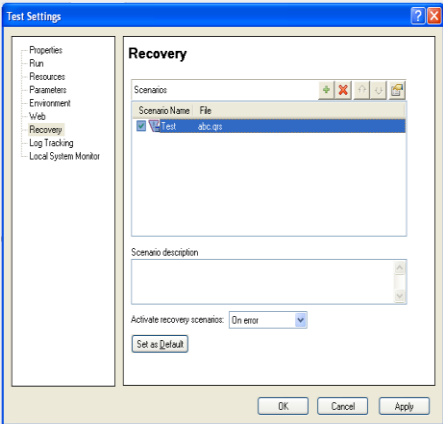 Test Settings
Properties
Run
Resources
Parameters
Environment
Web
Recovery
Log Tracking
Local System Monitor
Recovery
Scenarios
Scenario Name File
Test abc.qrs
Scenario description
Activate recovery scenarios: On error
Set as Default
OK Cancel Apply